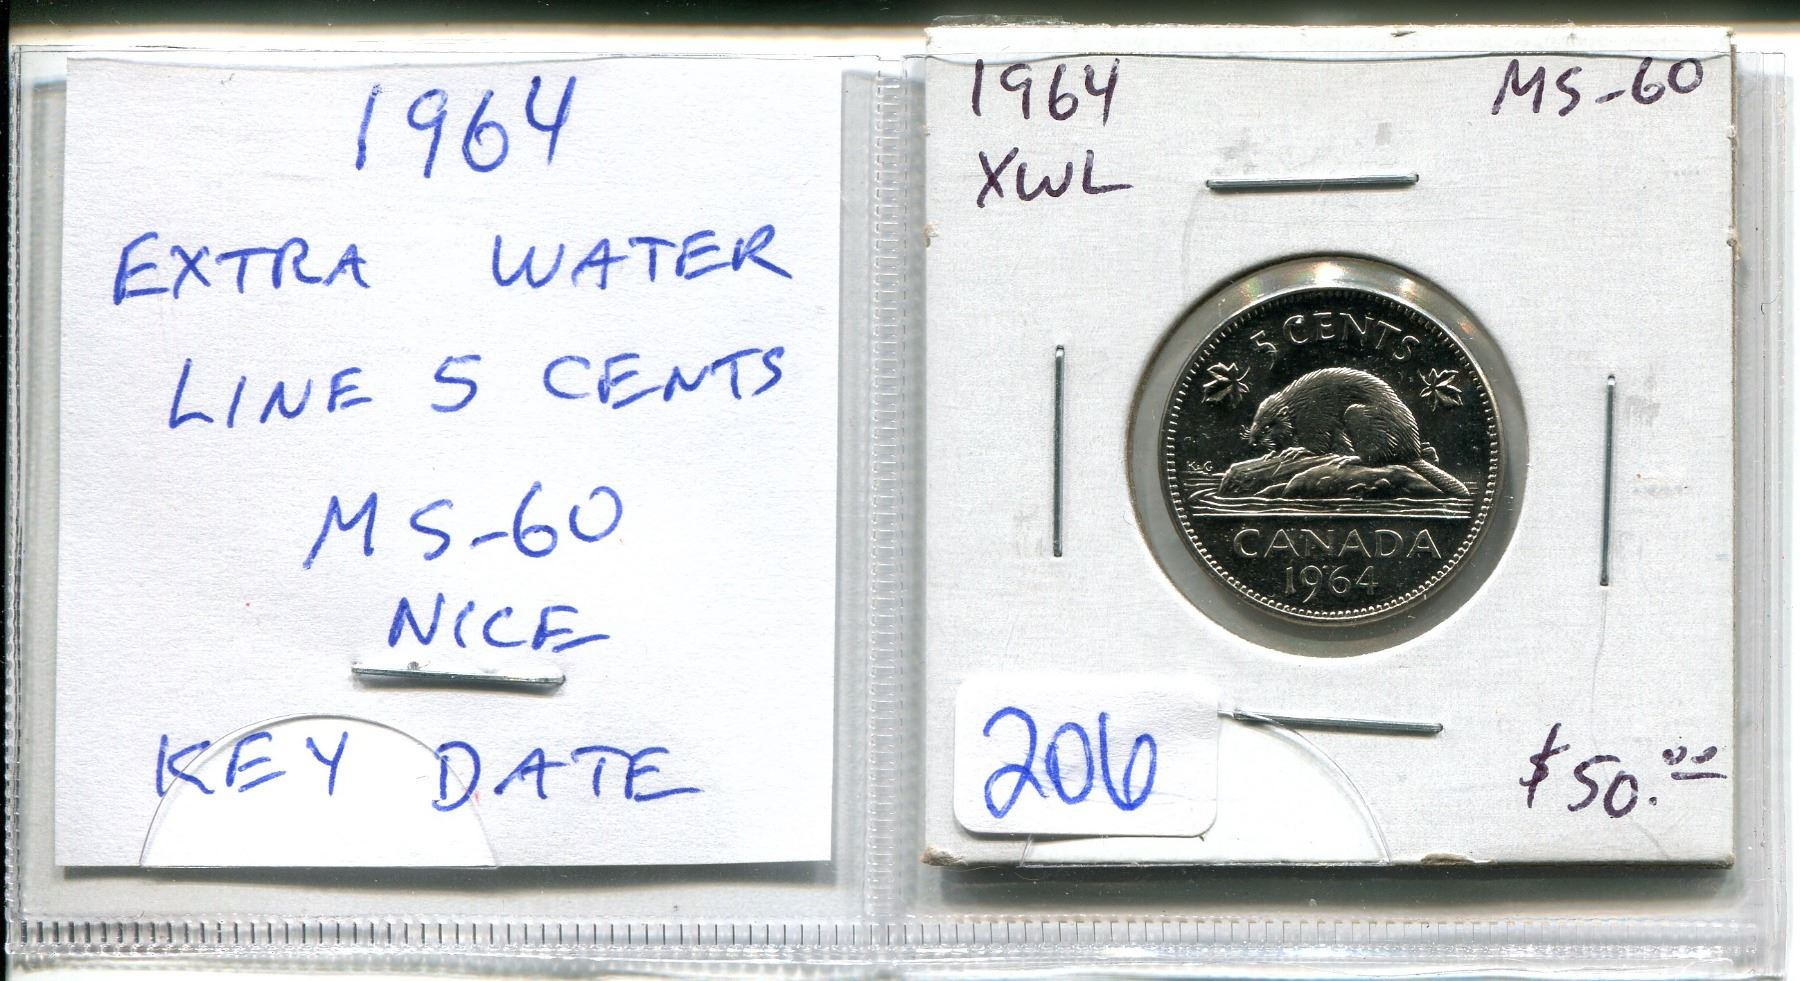 1964
EXTRA WATER
LINE 5 CENTS
MS-60
NICE
KEY DATE
1964 MS-60
XWL
5 CENTS
K·G
CANADA
1964
206
$50.00